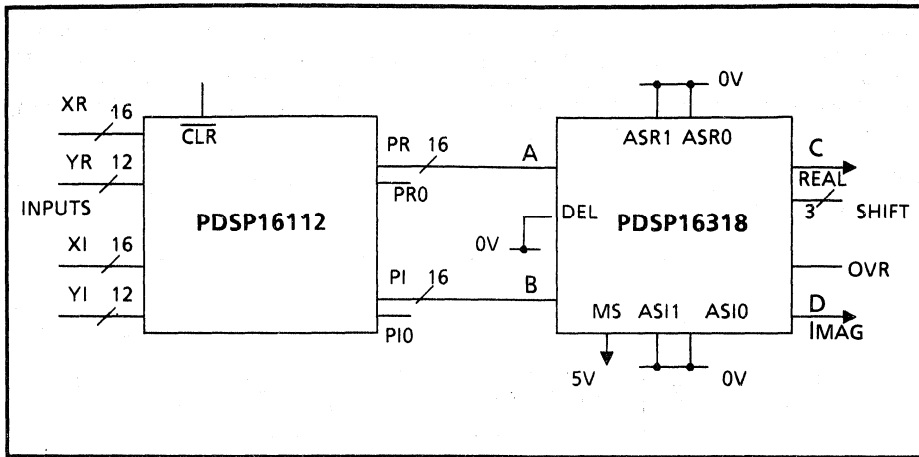 XR 16
YR 12
INPUTS
XI 16
YI 12
CLR
PDSP16112
PR 16
PR0
PI 16
PI0
A
B
0V
0V
ASR1 ASR0
DEL
PDSP16318
MS ASI1 ASI0
5V
0V
C
REAL
3 SHIFT
OVR
D
IMAG